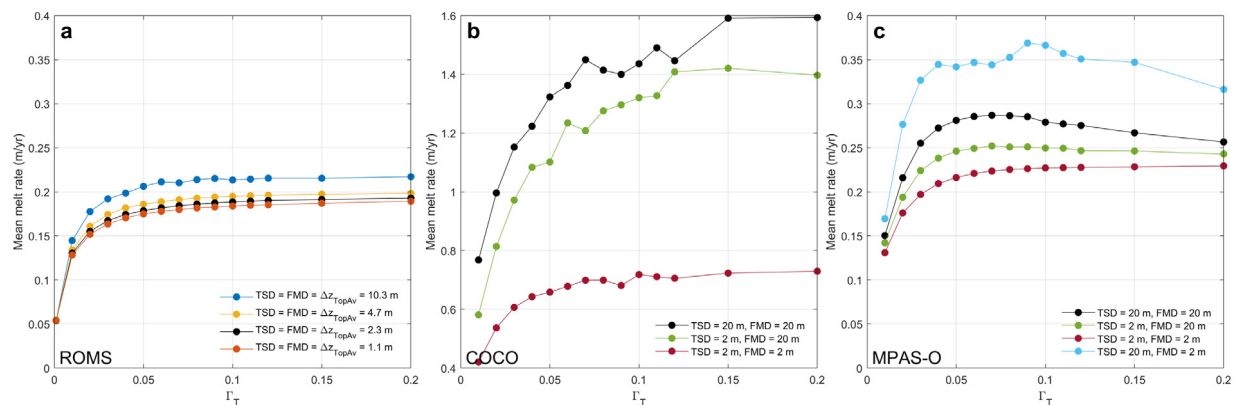 a
Mean melt rate (m/yr)
0.4
0.35
0.3
0.25
0.2
0.15
0.1
0.05
0
TSD = FMD = Δz_TopAv = 10.3 m
TSD = FMD = Δz_TopAv = 4.7 m
TSD = FMD = Δz_TopAv = 2.3 m
TSD = FMD = Δz_TopAv = 1.1 m
ROMS
0 0.05 0.1 0.15 0.2
Γ_T
b
Mean melt rate (m/yr)
1.6
1.4
1.2
1
0.8
0.6
0.4
TSD = 20 m, FMD = 20 m
TSD = 2 m, FMD = 20 m
TSD = 2 m, FMD = 2 m
COCO
0 0.05 0.1 0.15 0.2
Γ_T
c
Mean melt rate (m/yr)
0.4
0.35
0.3
0.25
0.2
0.15
0.1
0.05
0
TSD = 20 m, FMD = 20 m
TSD = 2 m, FMD = 20 m
TSD = 2 m, FMD = 2 m
TSD = 20 m, FMD = 2 m
MPAS-O
0 0.05 0.1 0.15 0.2
Γ_T